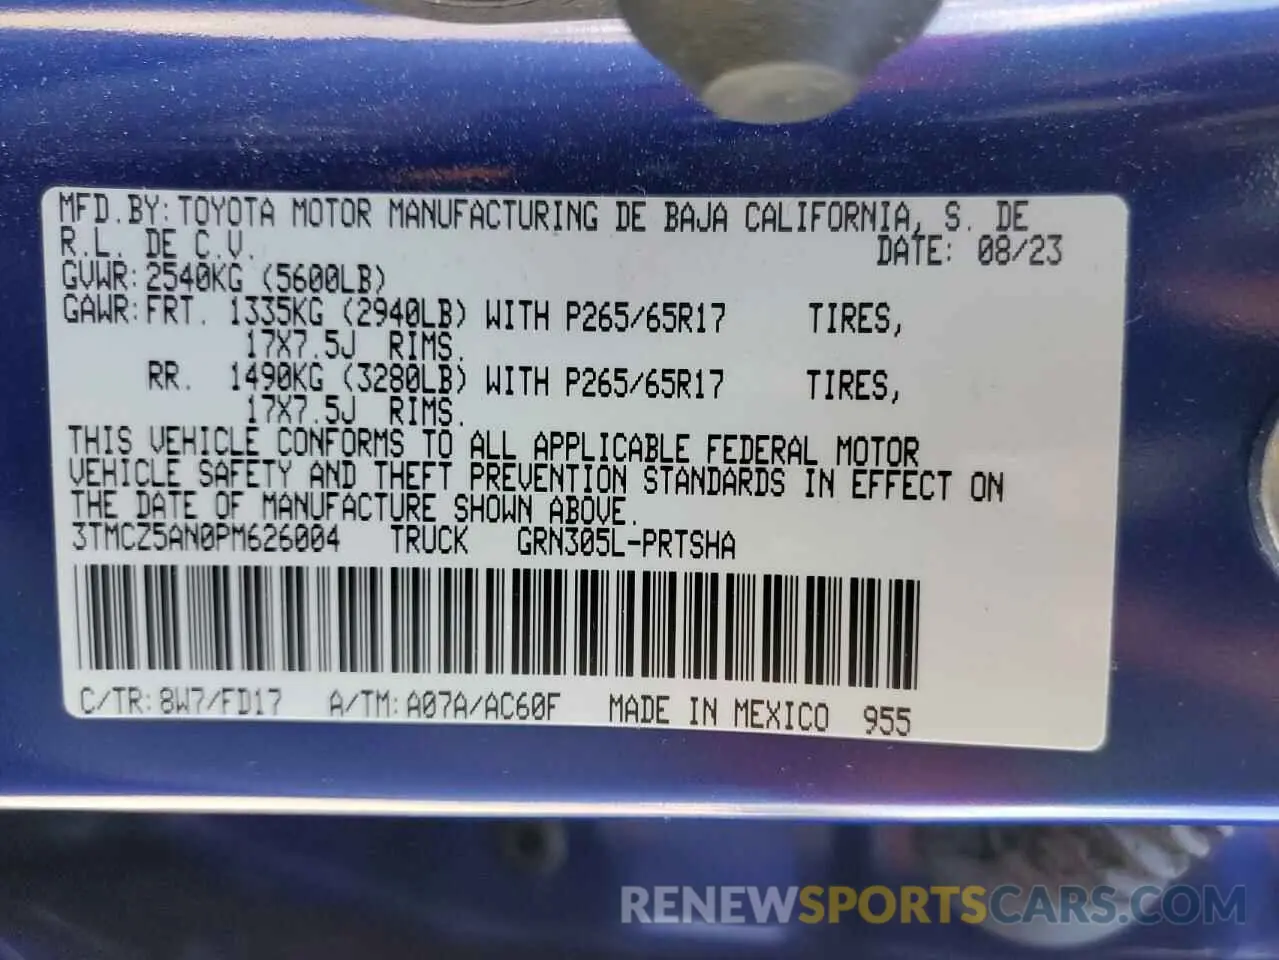 MFD.BY:TOYOTA MOTOR MANUFACTURING DE BAJA CALIFORNIA, S. DE
R.L. DE C.V. DATE: 08/23
GVWR:2540KG (5600LB)
GAWR:FRT. 1335KG (2940LB) WITH P265/65R17 TIRES,
17X7.5J RIMS.
RR. 1490KG (3280LB) WITH P265/65R17 TIRES,
17X7.5J RIMS.
THIS VEHICLE CONFORMS TO ALL APPLICABLE FEDERAL MOTOR
VEHICLE SAFETY AND THEFT PREVENTION STANDARDS IN EFFECT ON
THE DATE OF MANUFACTURE SHOWN ABOVE.
3TMCZ5AN0PM626004 TRUCK GRN305L-PRTSHA
C/TR:8W7/FD17 A/TM:A07A/AC60F MADE IN MEXICO 955
RENEWSPORTSCARS.COM